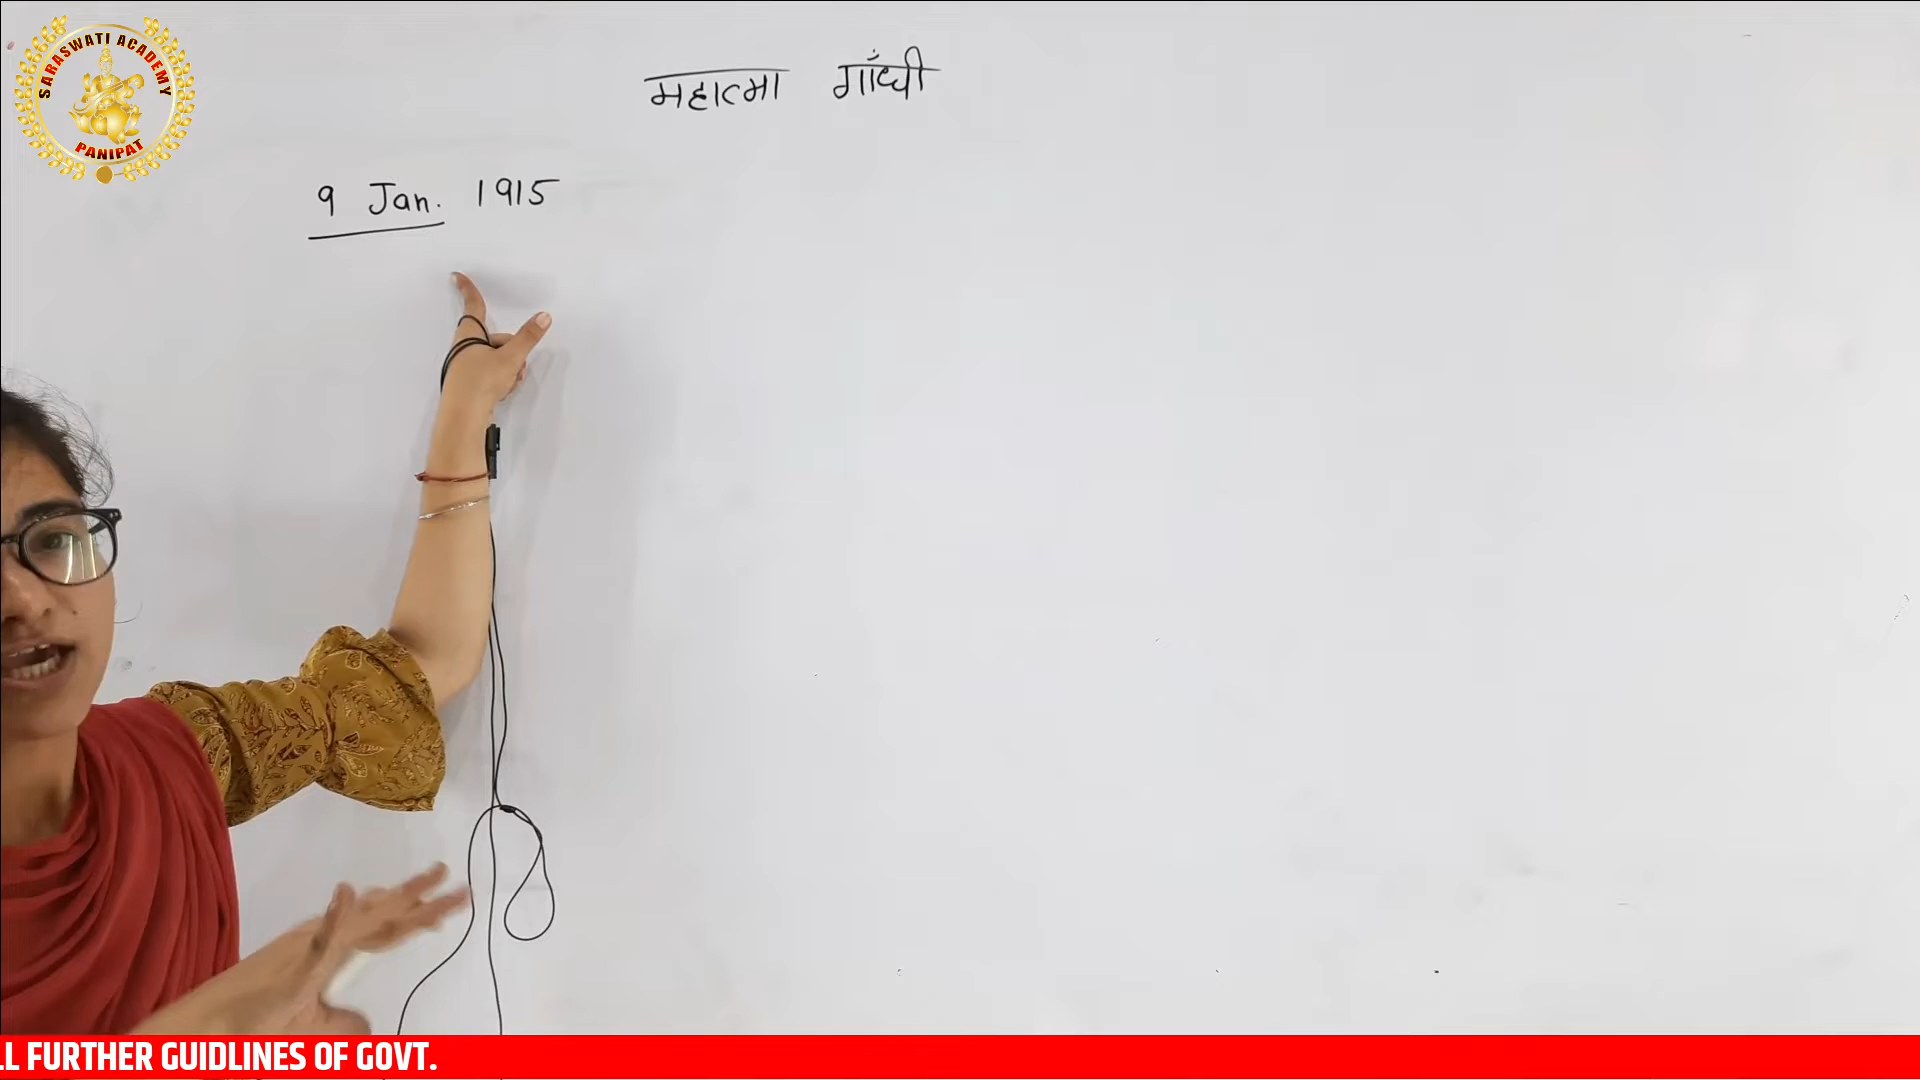 SARASWATI ACADEMY
PANIPAT
महात्मा गाँधी
9 Jan. 1915
LL FURTHER GUIDLINES OF GOVT.